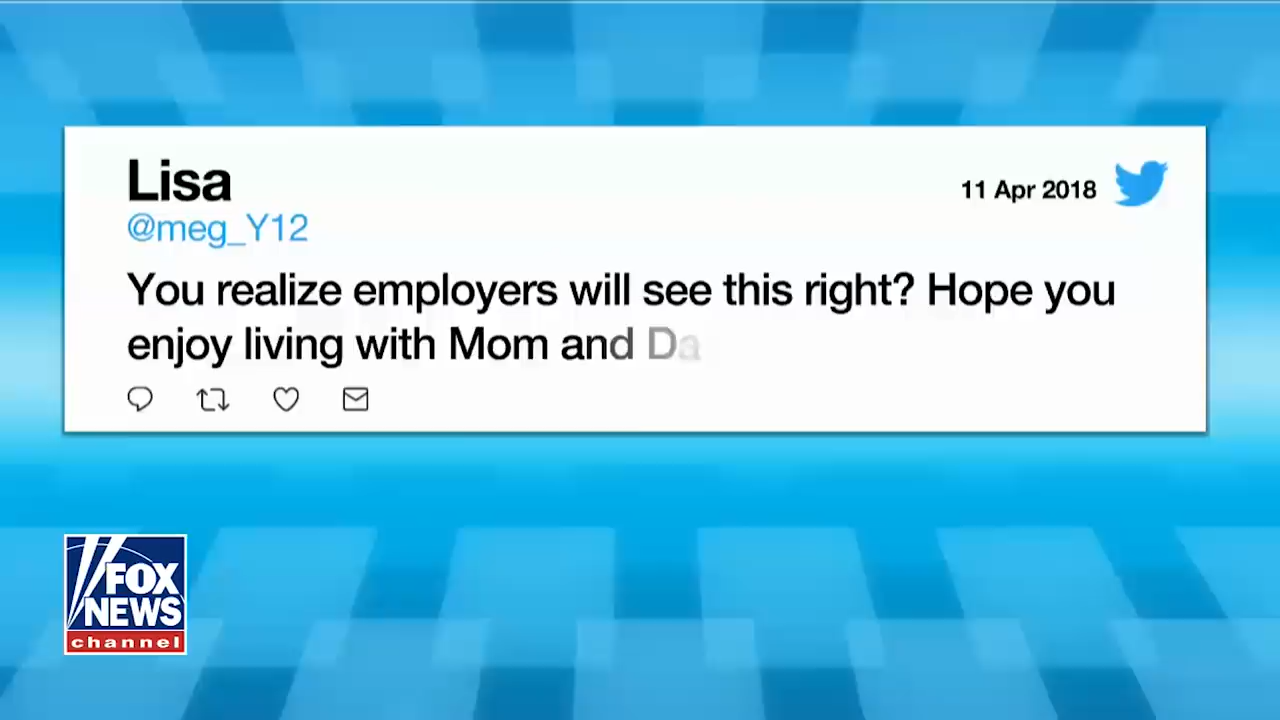 Lisa
11 Apr 2018
@meg_Y12
You realize employers will see this right? Hope you
enjoy living with Mom and Da
FOX
NEWS
channel